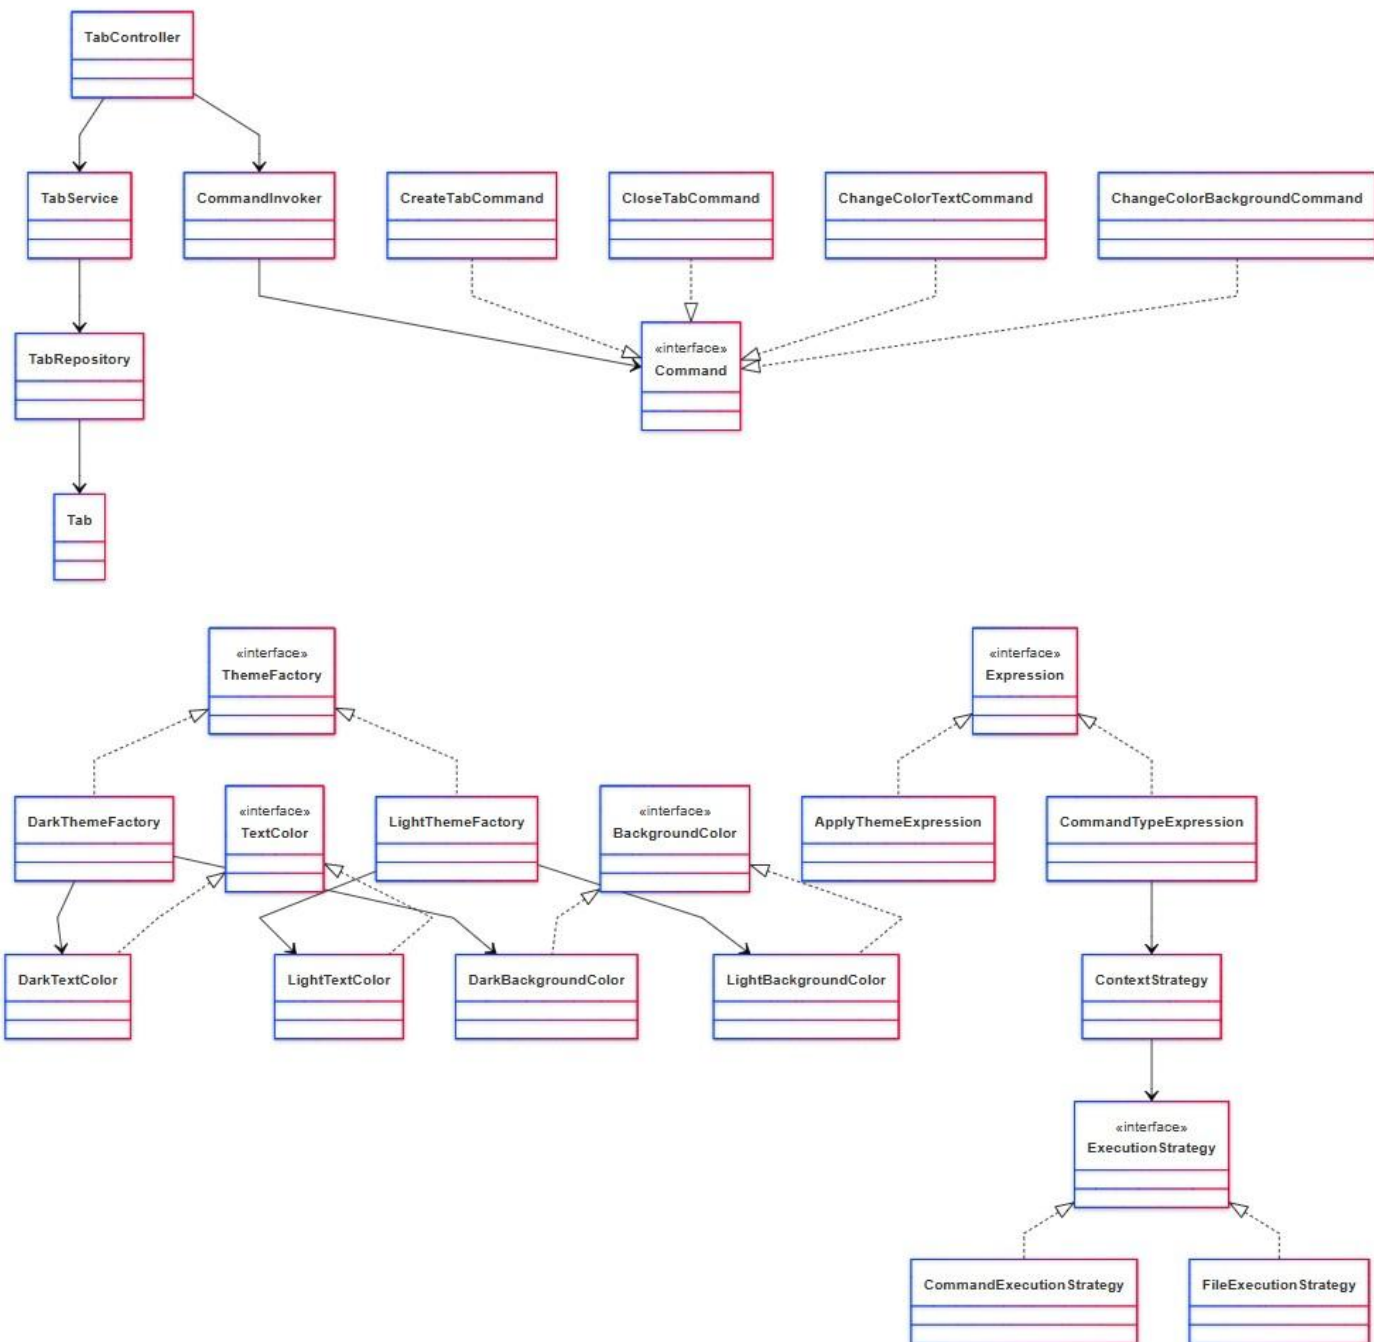 TabController
TabService
CommandInvoker
CreateTabCommand
CloseTabCommand
ChangeColorTextCommand
ChangeColorBackgroundCommand
«interface»
Command
TabRepository
Tab
«interface»
ThemeFactory
«interface»
Expression
DarkThemeFactory
«interface»
TextColor
LightThemeFactory
«interface»
BackgroundColor
ApplyThemeExpression
CommandTypeExpression
DarkTextColor
LightTextColor
DarkBackgroundColor
LightBackgroundColor
ContextStrategy
«interface»
ExecutionStrategy
CommandExecutionStrategy
FileExecutionStrategy